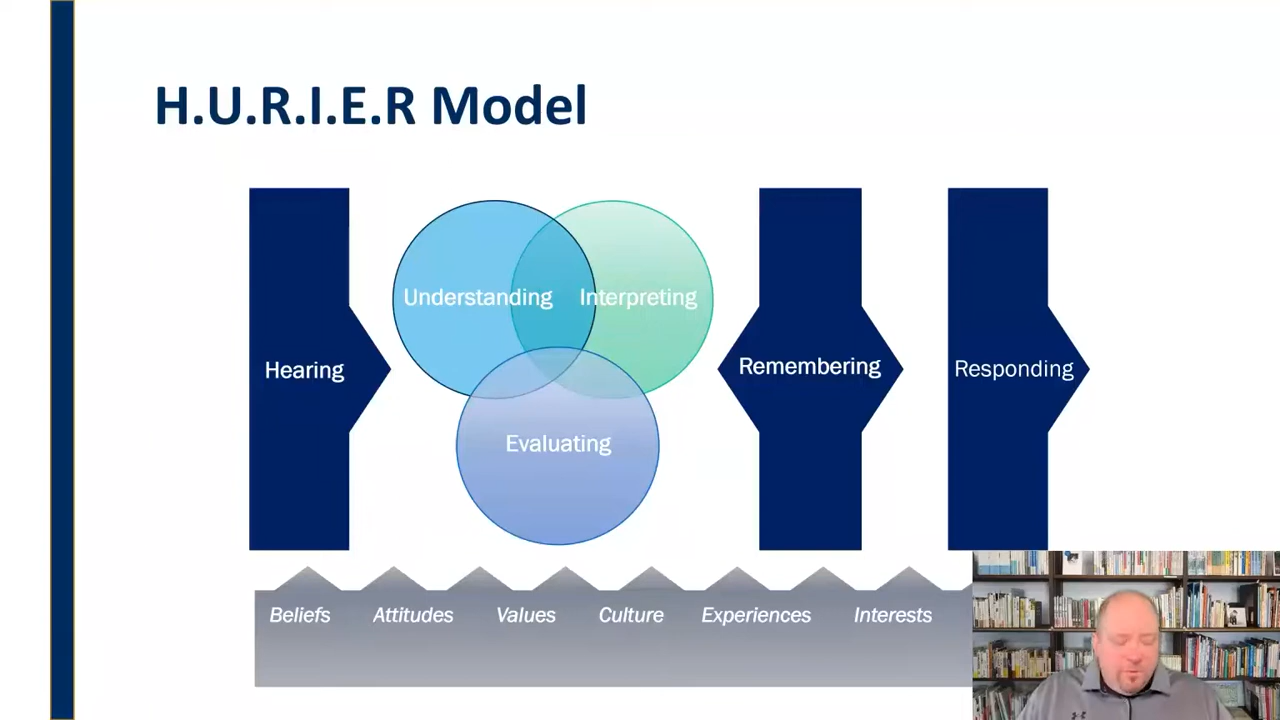 H.U.R.I.E.R Model
Understanding
Interpreting
Hearing
Remembering
Responding
Evaluating
Beliefs
Attitudes
Values
Culture
Experiences
Interests